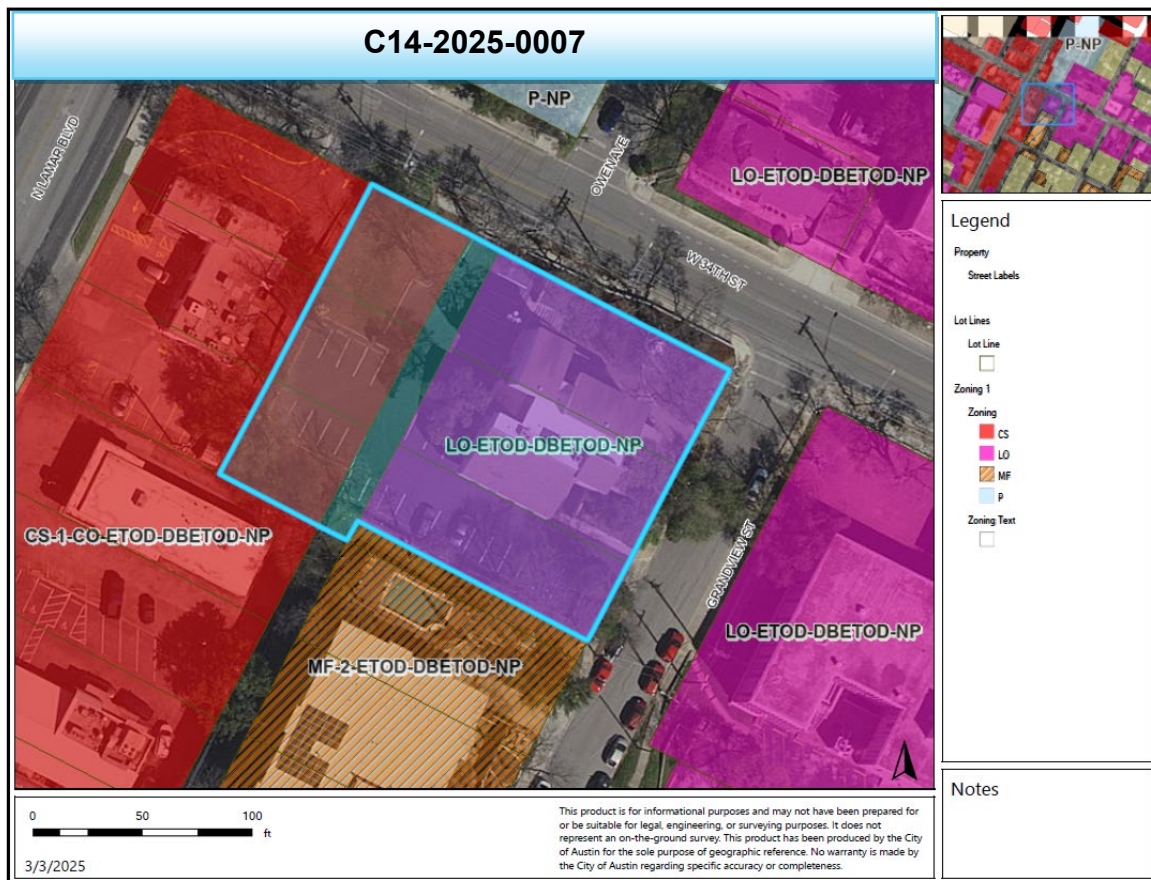 C14-2025-0007
P-NP
P-NP
N LAMAR BLVD
OWEN AVE
LO-ETOD-DBETOD-NP
W 34TH ST
LO-ETOD-DBETOD-NP
CS-1-CO-ETOD-DBETOD-NP
GRANDVIEW ST
LO-ETOD-DBETOD-NP
MF-2-ETOD-DBETOD-NP
Legend
Property
Street Labels
Lot Lines
Lot Line
Zoning 1
Zoning
CS
LO
MF
P
Zoning Text
Notes
0 50 100
ft
3/3/2025
This product is for informational purposes and may not have been prepared for
or be suitable for legal, engineering, or surveying purposes. It does not
represent an on-the-ground survey. This product has been produced by the City
of Austin for the sole purpose of geographic reference. No warranty is made by
the City of Austin regarding specific accuracy or completeness.